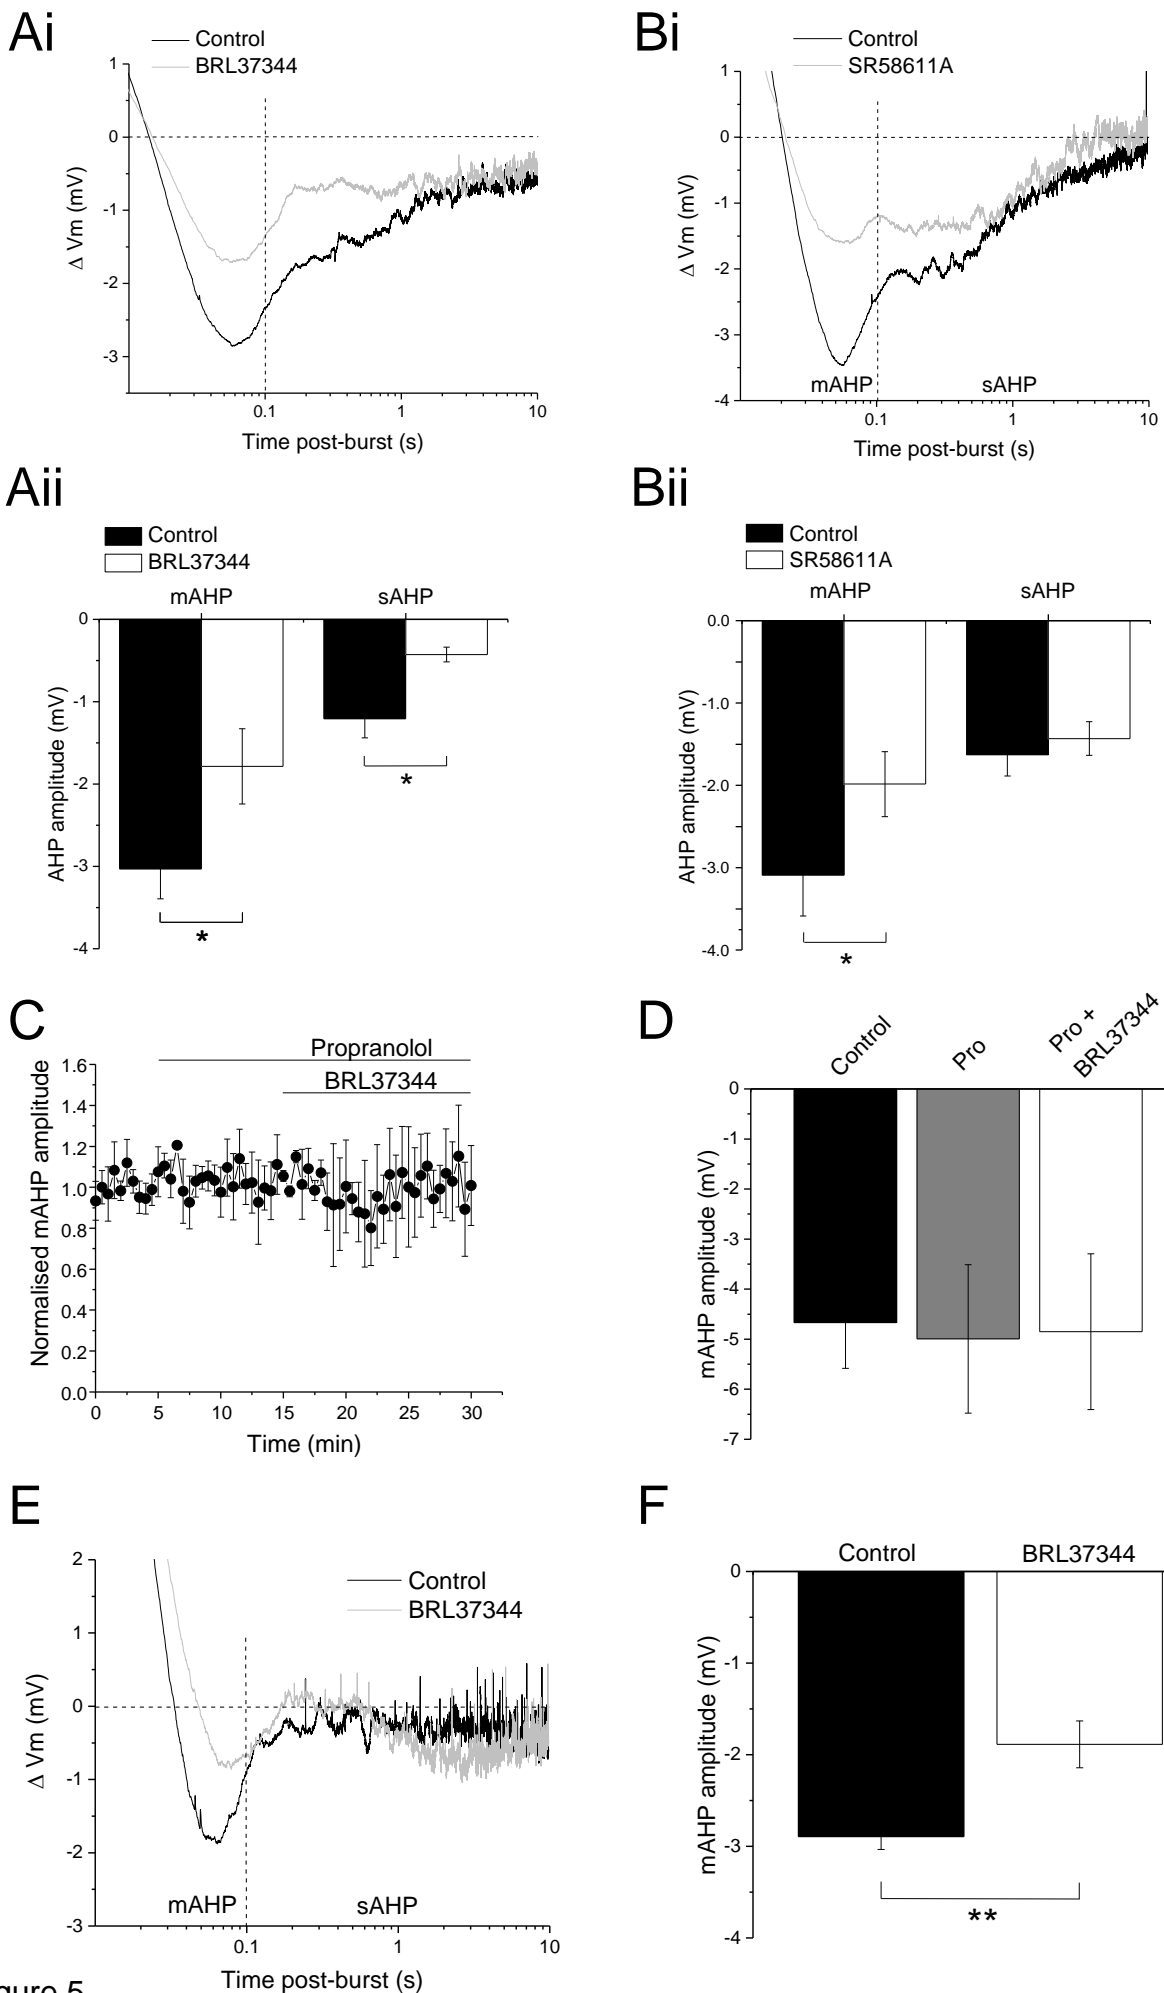 Ai
Control
BRL37344
1
0
-1
-2
-3
Δ Vm (mV)
0.1 1 10
Time post-burst (s)
Bi
Control
SR58611A
1
0
-1
-2
-3
-4
Δ Vm (mV)
mAHP sAHP
0.1 1 10
Time post-burst (s)
Aii
Control
BRL37344
mAHP sAHP
0
-1
-2
-3
-4
AHP amplitude (mV)
*
*
Bii
Control
SR58611A
mAHP sAHP
0.0
-1.0
-2.0
-3.0
-4.0
AHP amplitude (mV)
*
C
Propranolol
BRL37344
1.6
1.4
1.2
1.0
0.8
0.6
0.4
0.2
0.0
Normalised mAHP amplitude
0 5 10 15 20 25 30
Time (min)
D
Control
Pro
Pro +
BRL37344
0
-1
-2
-3
-4
-5
-6
-7
mAHP amplitude (mV)
E
Control
BRL37344
2
1
0
-1
-2
-3
Δ Vm (mV)
mAHP sAHP
0.1 1 10
Time post-burst (s)
F
Control BRL37344
0
-1
-2
-3
-4
mAHP amplitude (mV)
**
gure 5